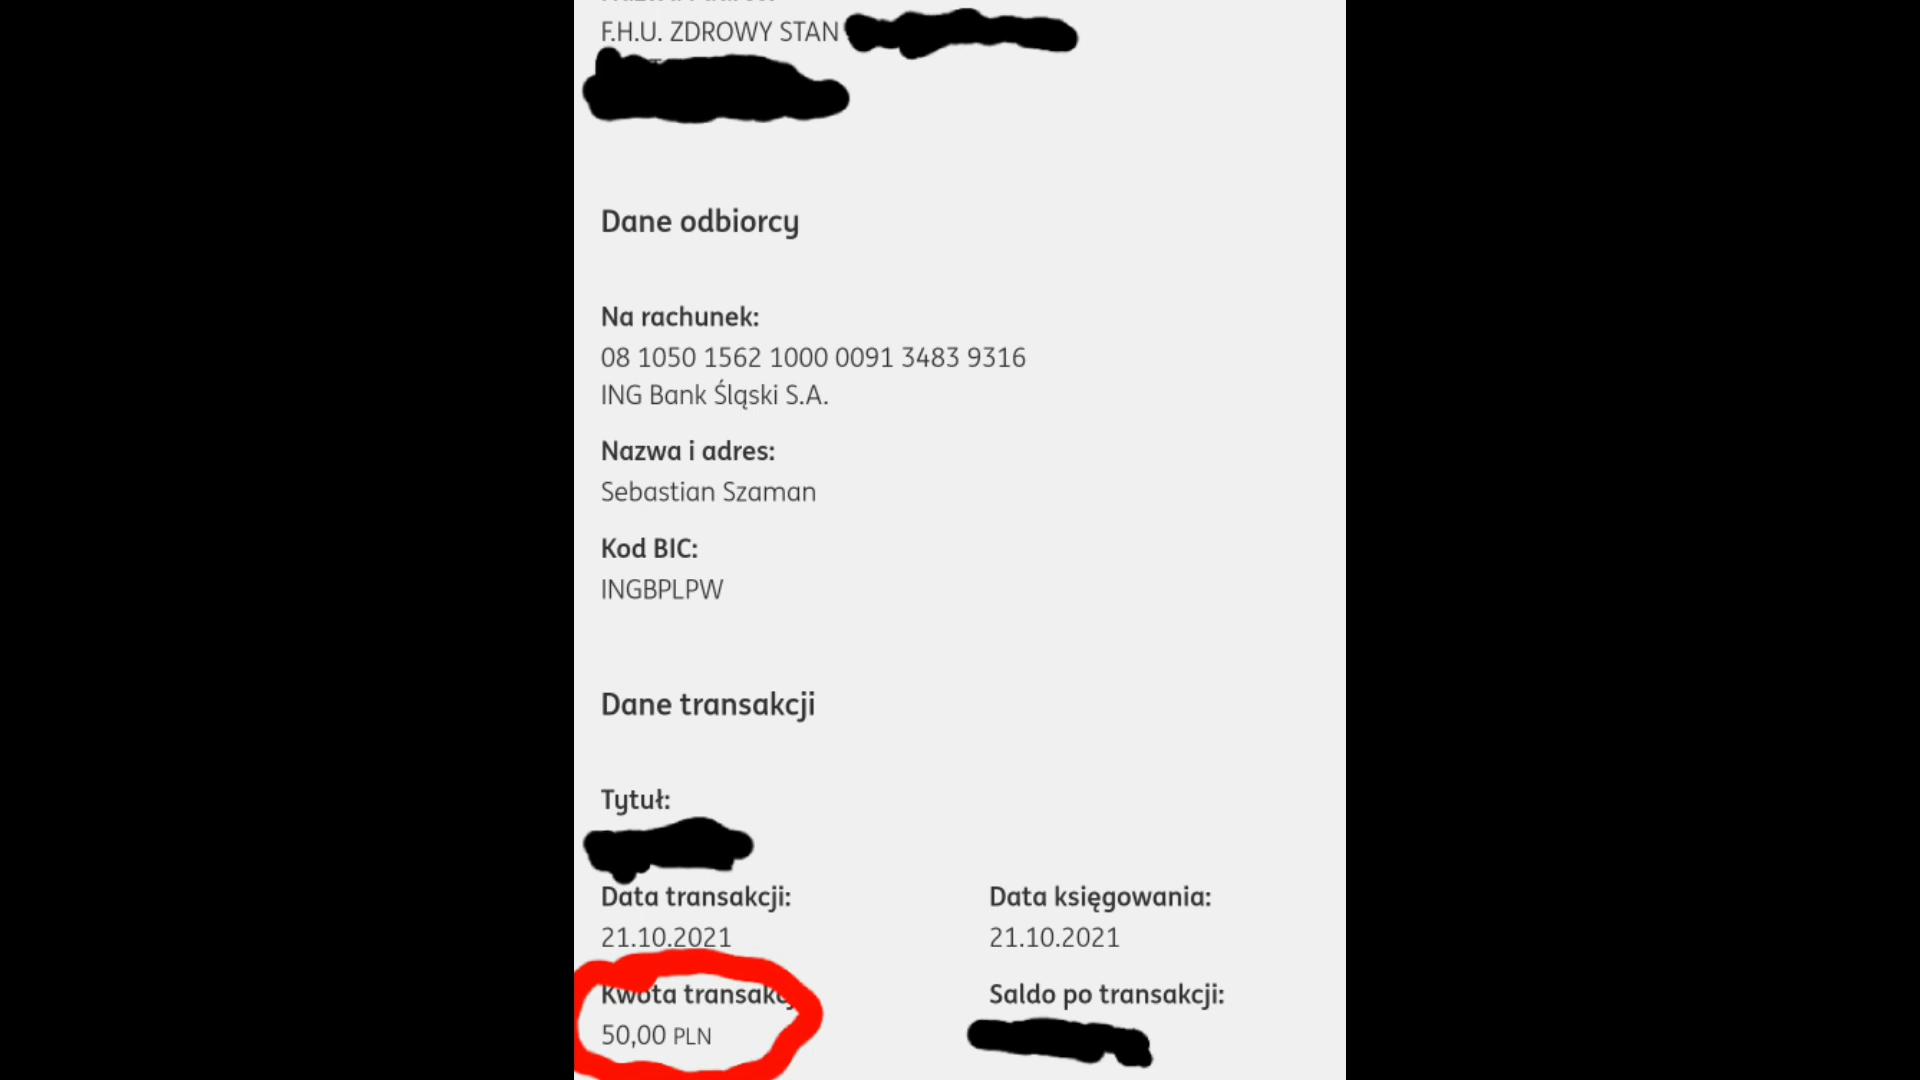 F.H.U. ZDROWY STAN
Dane odbiorcy
Na rachunek:
08 1050 1562 1000 0091 3483 9316
ING Bank Śląski S.A.
Nazwa i adres:
Sebastian Szaman
Kod BIC:
INGBPLPW
Dane transakcji
Tytuł:
Data transakcji:
Data księgowania:
21.10.2021
21.10.2021
Kwota transakcji
Saldo po transakcji:
50,00 PLN